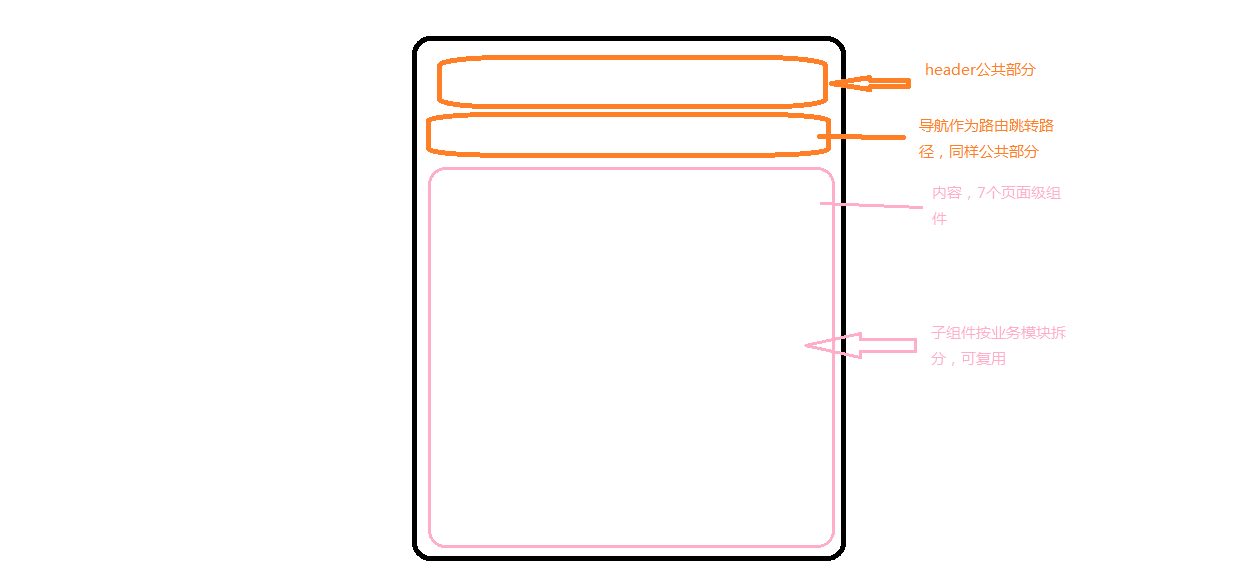 header公共部分
导航作为路由跳转路
径，同样公共部分
内容，7个页面级组
件
子组件按业务模块拆
分，可复用